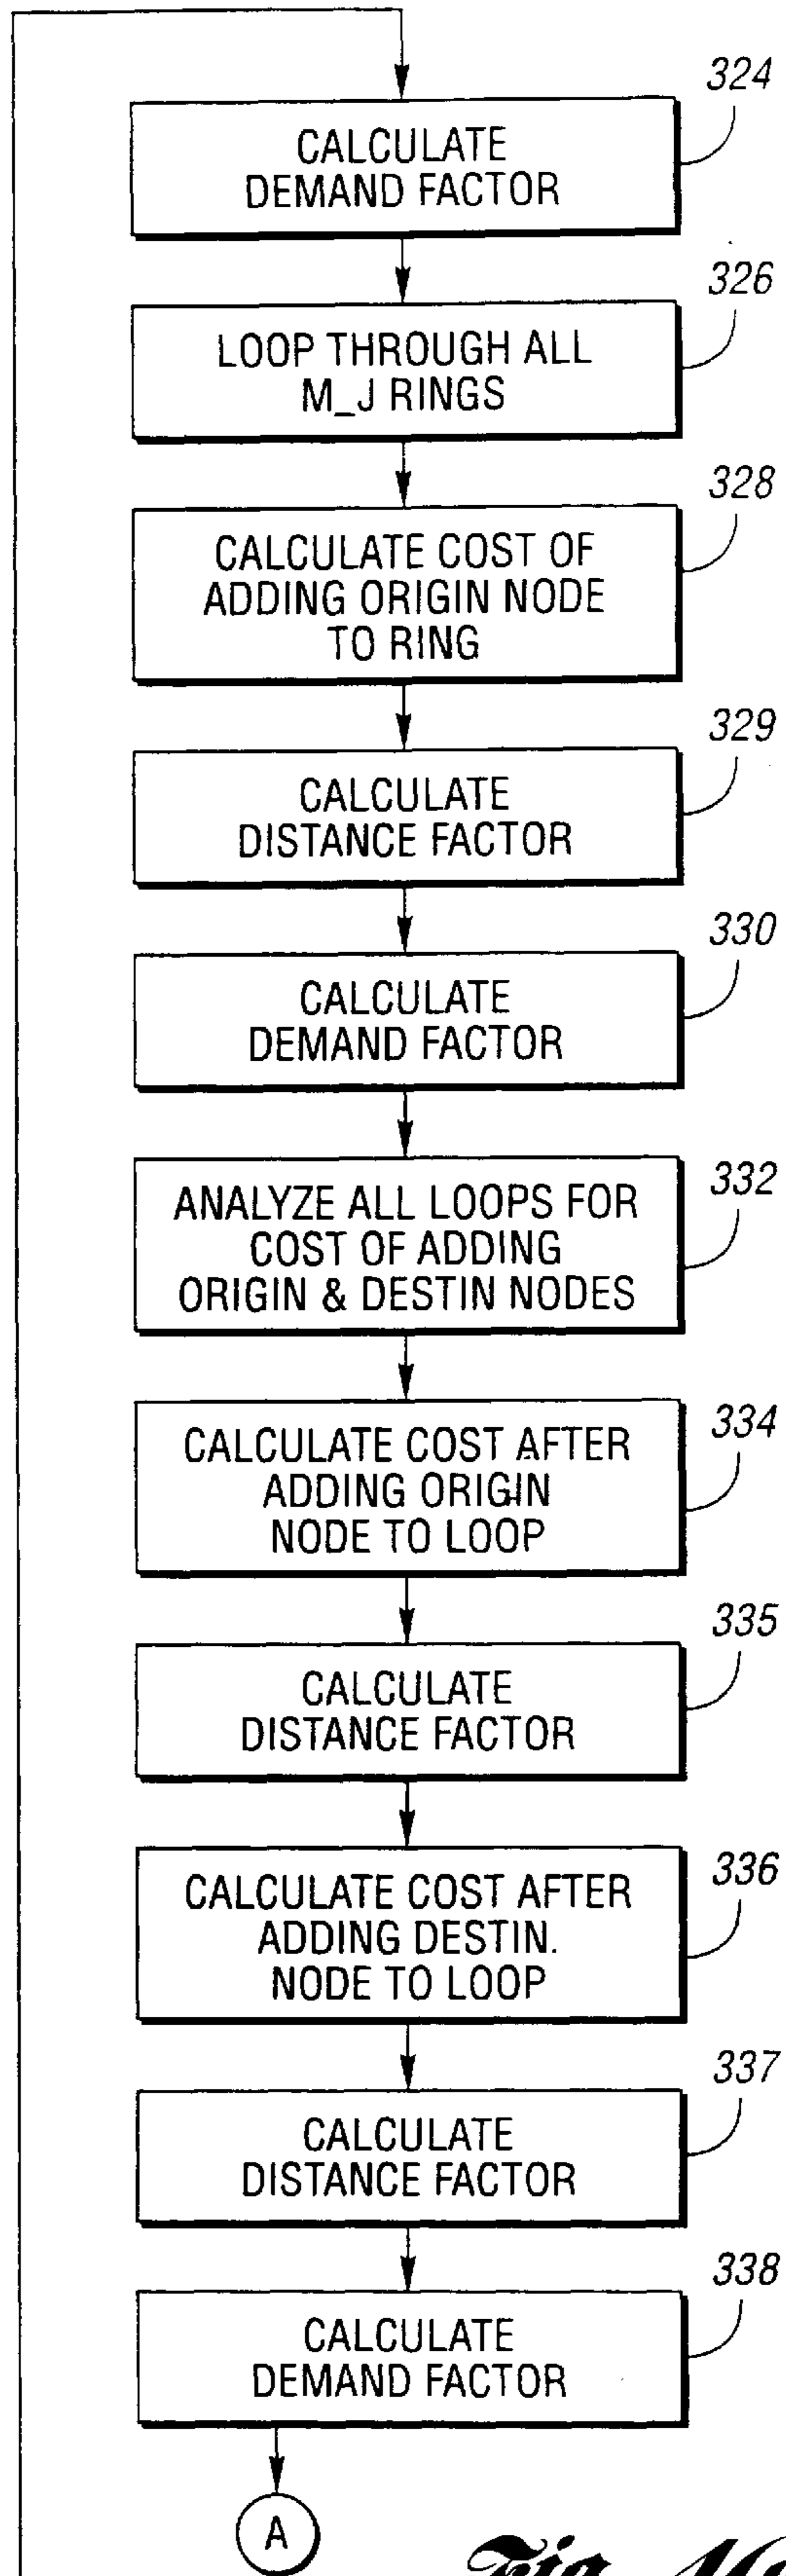 324
CALCULATE
DEMAND FACTOR
326
LOOP THROUGH ALL
M_J RINGS
328
CALCULATE COST OF
ADDING ORIGIN NODE
TO RING
329
CALCULATE
DISTANCE FACTOR
330
CALCULATE
DEMAND FACTOR
332
ANALYZE ALL LOOPS FOR
COST OF ADDING
ORIGIN & DESTIN NODES
334
CALCULATE COST AFTER
ADDING ORIGIN
NODE TO LOOP
335
CALCULATE
DISTANCE FACTOR
336
CALCULATE COST AFTER
ADDING DESTIN.
NODE TO LOOP
337
CALCULATE
DISTANCE FACTOR
338
CALCULATE
DEMAND FACTOR
A